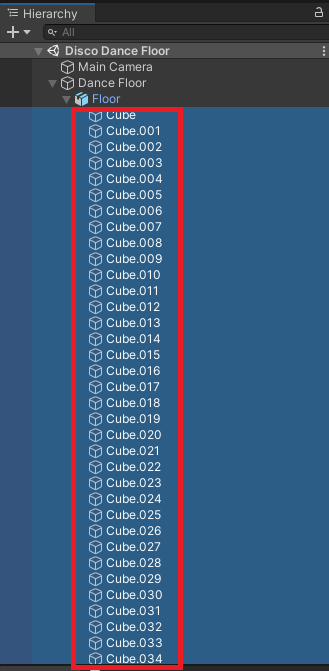 Hierarchy
All
Disco Dance Floor
Main Camera
Dance Floor
Floor
Cube
Cube.001
Cube.002
Cube.003
Cube.004
Cube.005
Cube.006
Cube.007
Cube.008
Cube.009
Cube.010
Cube.011
Cube.012
Cube.013
Cube.014
Cube.015
Cube.016
Cube.017
Cube.018
Cube.019
Cube.020
Cube.021
Cube.022
Cube.023
Cube.024
Cube.025
Cube.026
Cube.027
Cube.028
Cube.029
Cube.030
Cube.031
Cube.032
Cube.033
Cube.034